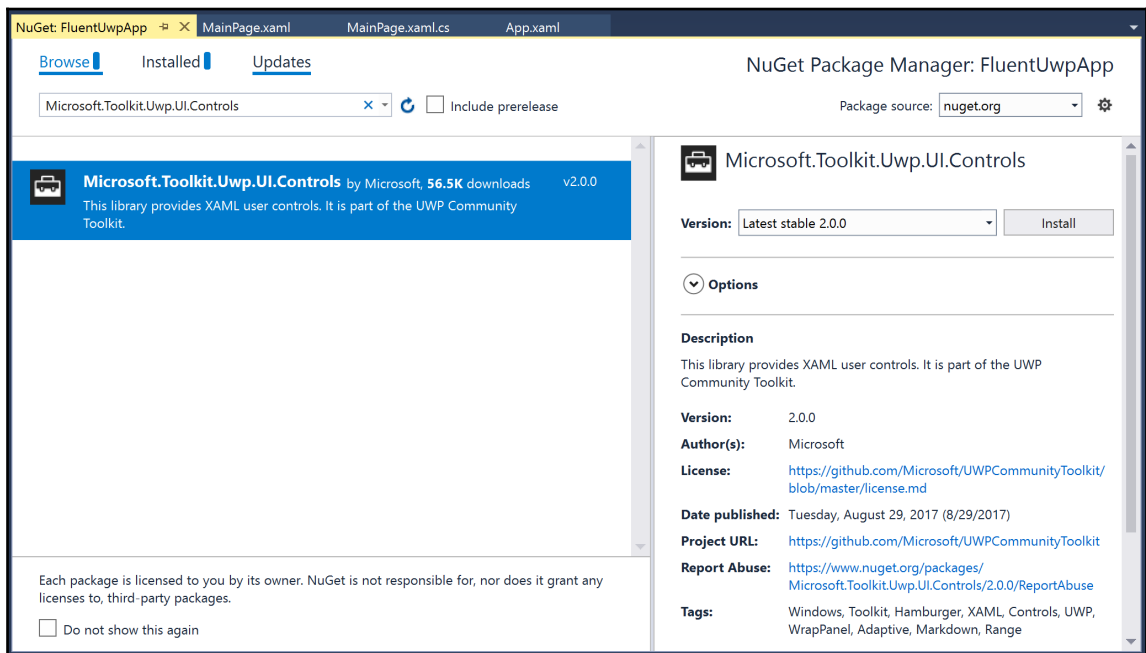 NuGet: FluentUwpApp MainPage.xaml MainPage.xaml.cs App.xaml
Browse Installed Updates
NuGet Package Manager: FluentUwpApp
Microsoft.Toolkit.Uwp.UI.Controls Include prerelease
Package source: nuget.org
Microsoft.Toolkit.Uwp.UI.Controls by Microsoft, 56.5K downloads v2.0.0
This library provides XAML user controls. It is part of the UWP Community
Toolkit.
Each package is licensed to you by its owner. NuGet is not responsible for, nor does it grant any
licenses to, third-party packages.
Do not show this again
Microsoft.Toolkit.Uwp.UI.Controls
Version: Latest stable 2.0.0 Install
Options
Description
This library provides XAML user controls. It is part of the UWP
Community Toolkit.
Version: 2.0.0
Author(s): Microsoft
License: https://github.com/Microsoft/UWPCommunityToolkit/
blob/master/license.md
Date published: Tuesday, August 29, 2017 (8/29/2017)
Project URL: https://github.com/Microsoft/UWPCommunityToolkit
Report Abuse: https://www.nuget.org/packages/
Microsoft.Toolkit.Uwp.UI.Controls/2.0.0/ReportAbuse
Tags: Windows, Toolkit, Hamburger, XAML, Controls, UWP,
WrapPanel, Adaptive, Markdown, Range